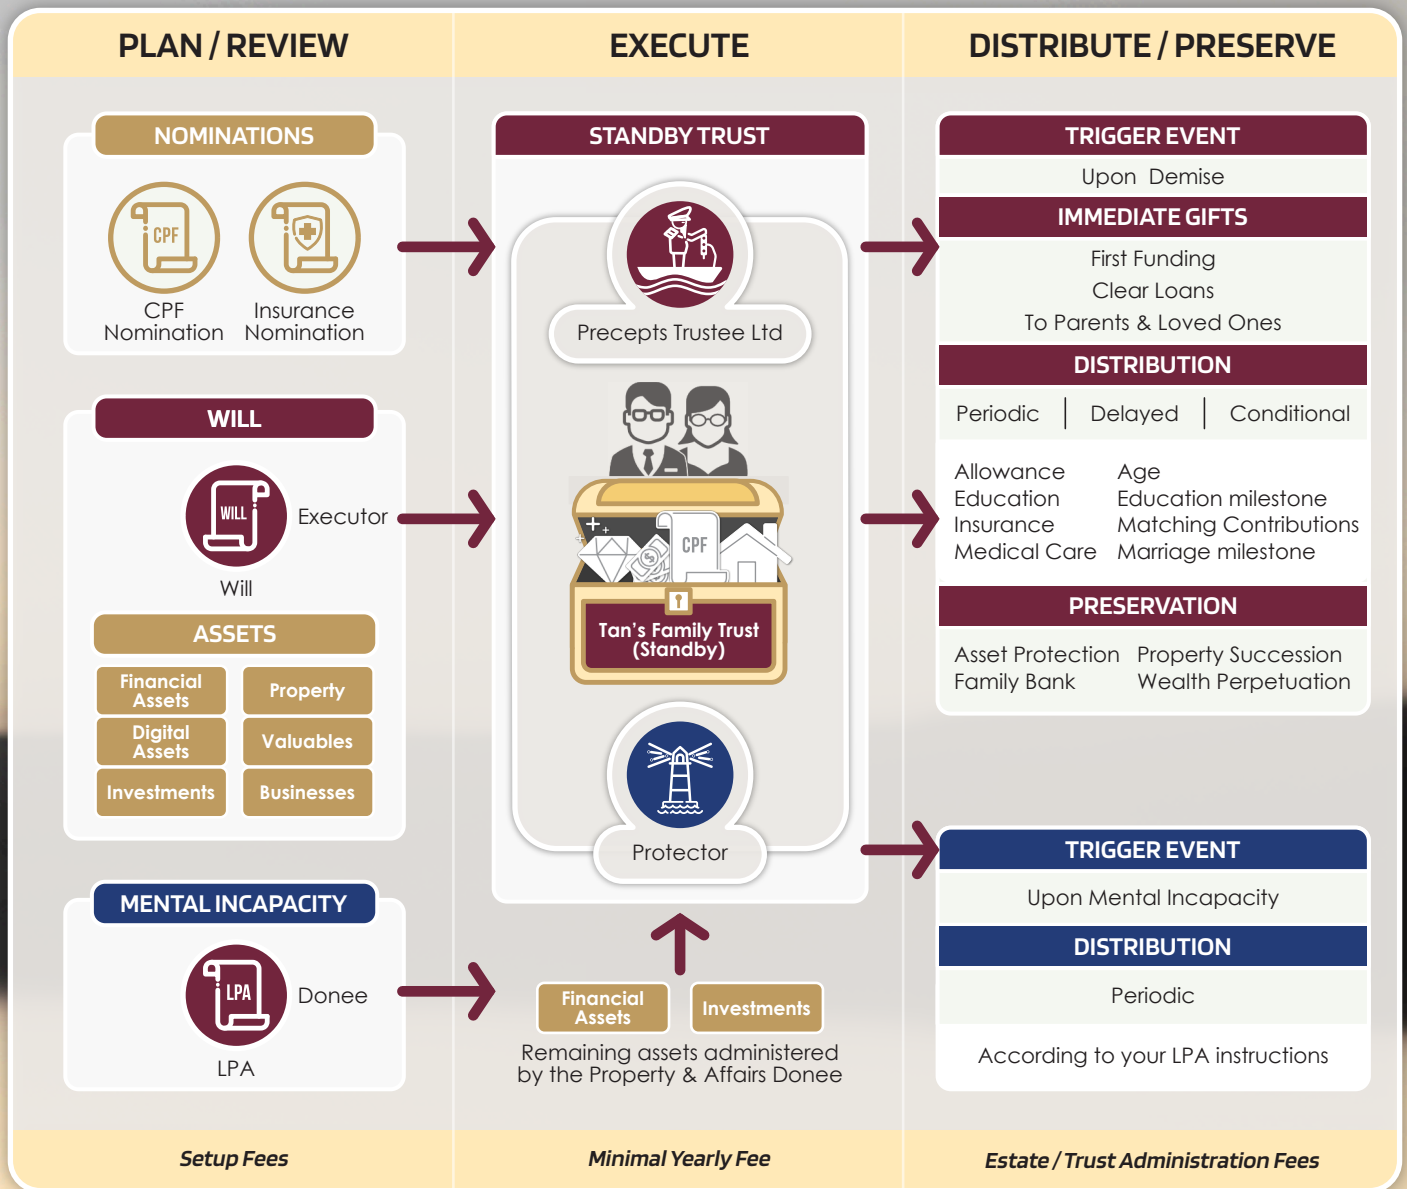 PLAN / REVIEW
EXECUTE
DISTRIBUTE / PRESERVE
NOMINATIONS
CPF
CPF
Nomination
Insurance
Nomination
WILL
WILL
Executor
Will
ASSETS
Financial
Assets
Property
Digital
Assets
Valuables
Investments
Businesses
MENTAL INCAPACITY
LPA
Donee
LPA
Setup Fees
STANDBY TRUST
Precepts Trustee Ltd
CPF
Tan's Family Trust
(Standby)
Protector
Financial
Assets
Investments
Remaining assets administered
by the Property & Affairs Donee
Minimal Yearly Fee
TRIGGER EVENT
Upon Demise
IMMEDIATE GIFTS
First Funding
Clear Loans
To Parents & Loved Ones
DISTRIBUTION
Periodic | Delayed | Conditional
Allowance Age
Education Education milestone
Insurance Matching Contributions
Medical Care Marriage milestone
PRESERVATION
Asset Protection Property Succession
Family Bank Wealth Perpetuation
TRIGGER EVENT
Upon Mental Incapacity
DISTRIBUTION
Periodic
According to your LPA instructions
Estate / Trust Administration Fees